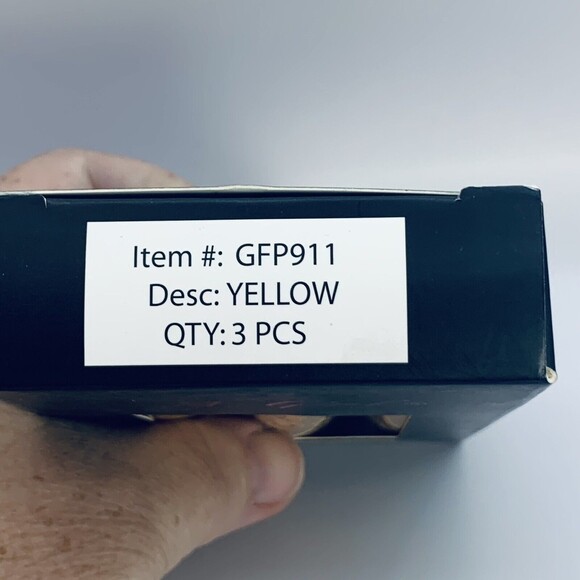 Item #: GFP911
Desc: YELLOW
QTY: 3 PCS